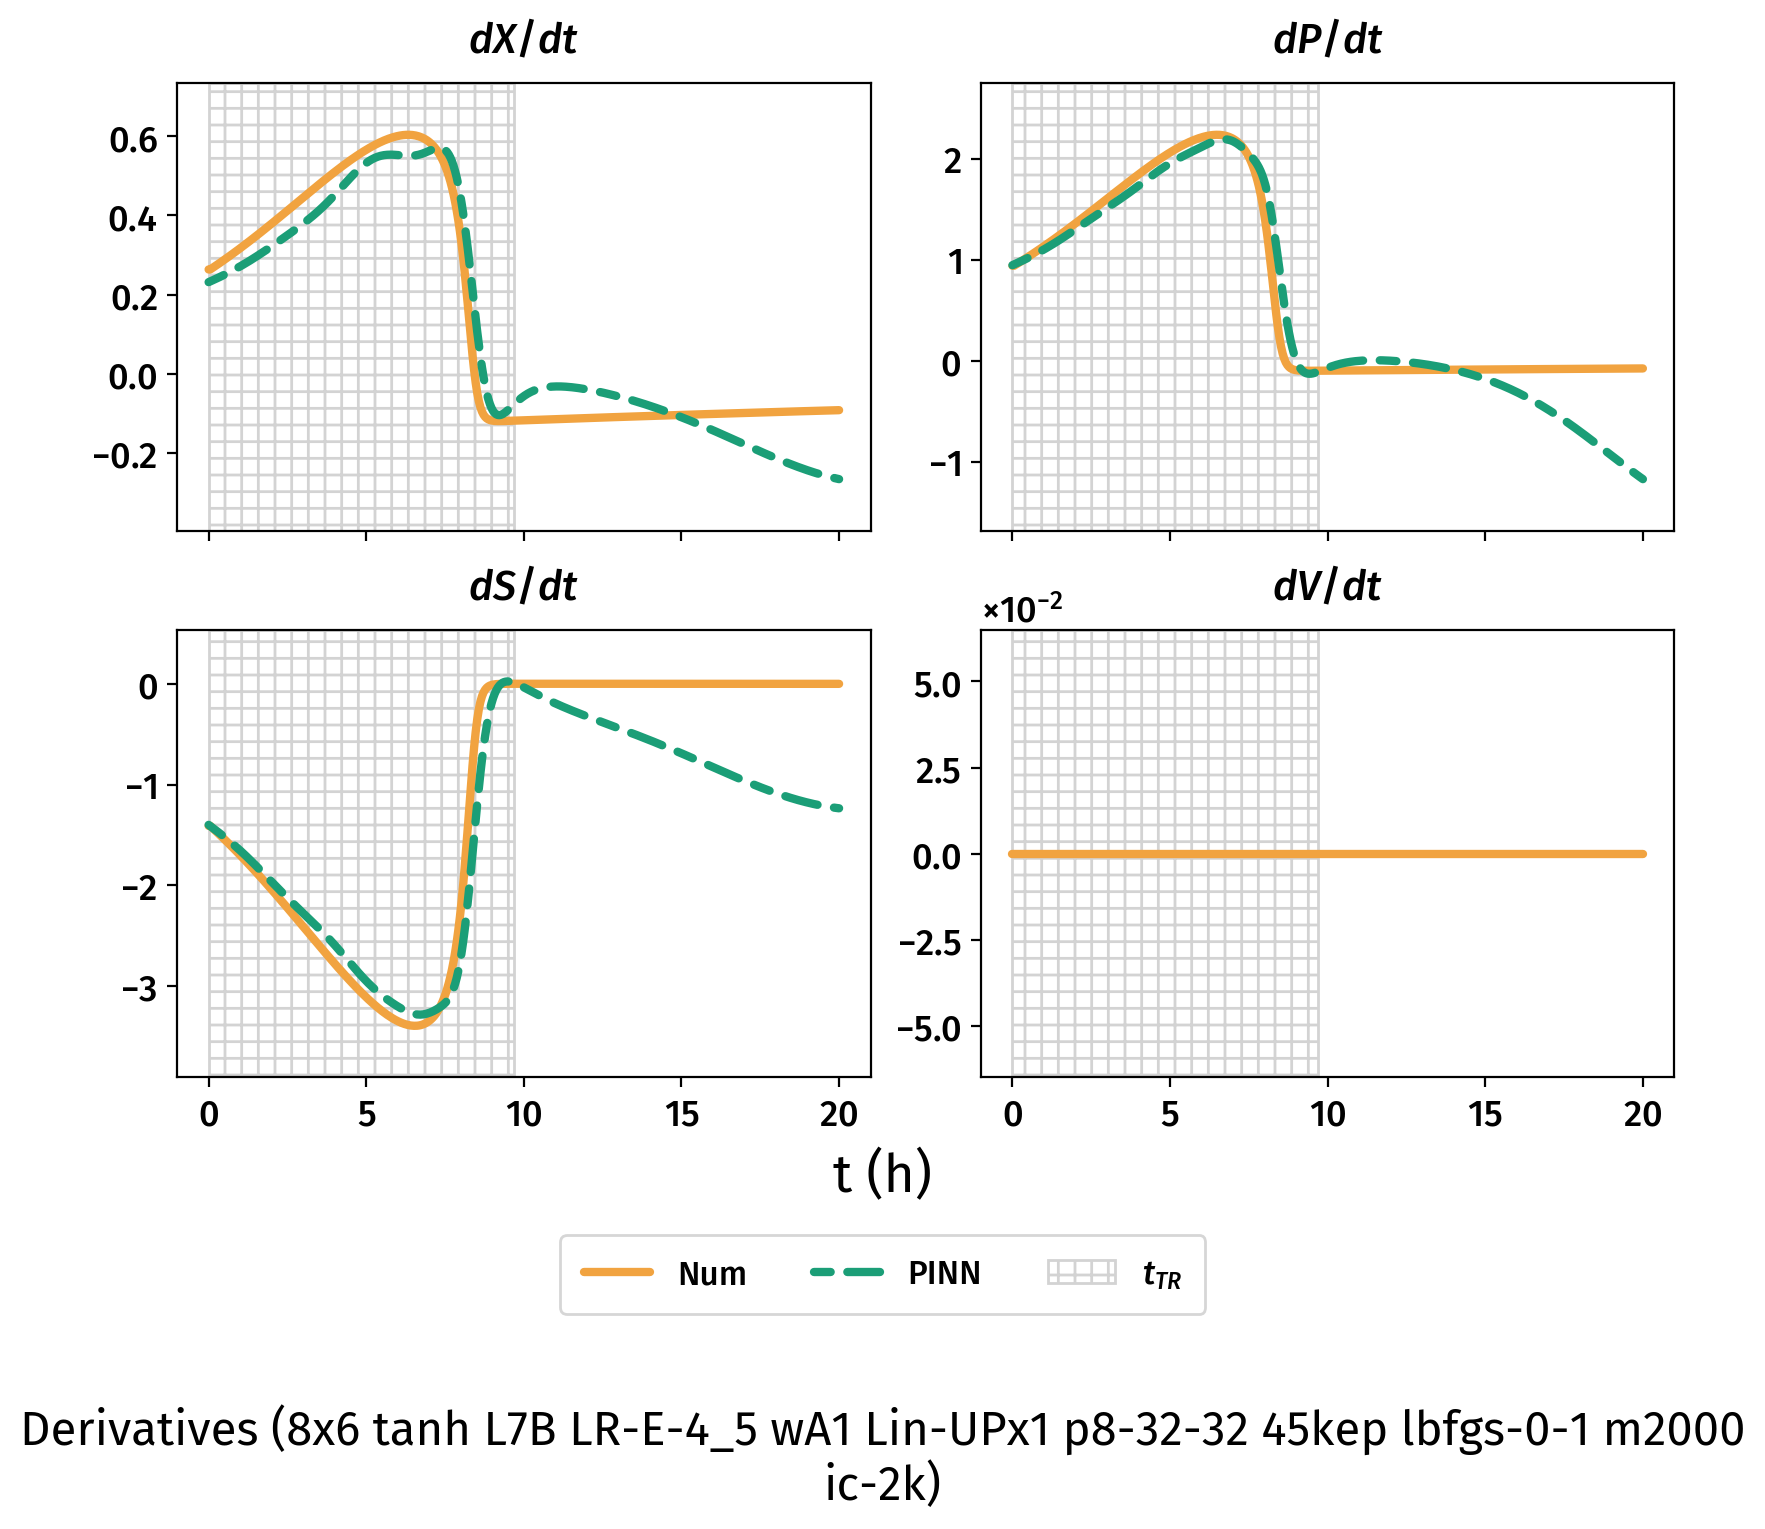 dX/dt
dP/dt
0.6
0.4
0.2
0.0
−0.2
2
1
0
−1
dS/dt
dV/dt
×10⁻²
0
−1
−2
−3
5.0
2.5
0.0
−2.5
−5.0
0 5 10 15 20
0 5 10 15 20
t (h)
Num PINN t_TR
Derivatives (8x6 tanh L7B LR-E-4_5 wA1 Lin-UPx1 p8-32-32 45kep lbfgs-0-1 m2000
ic-2k)